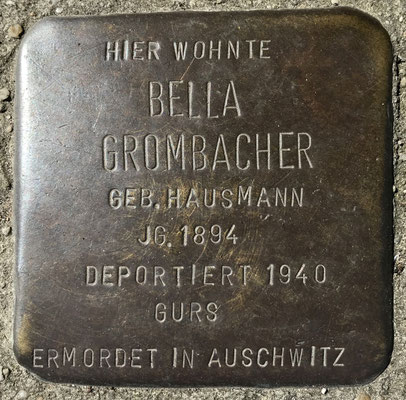 HIER WOHNTE
BELLA
GROMBACHER
GEB. HAUSMANN
JG. 1894
DEPORTIERT 1940
GURS
ERMORDET IN AUSCHWITZ